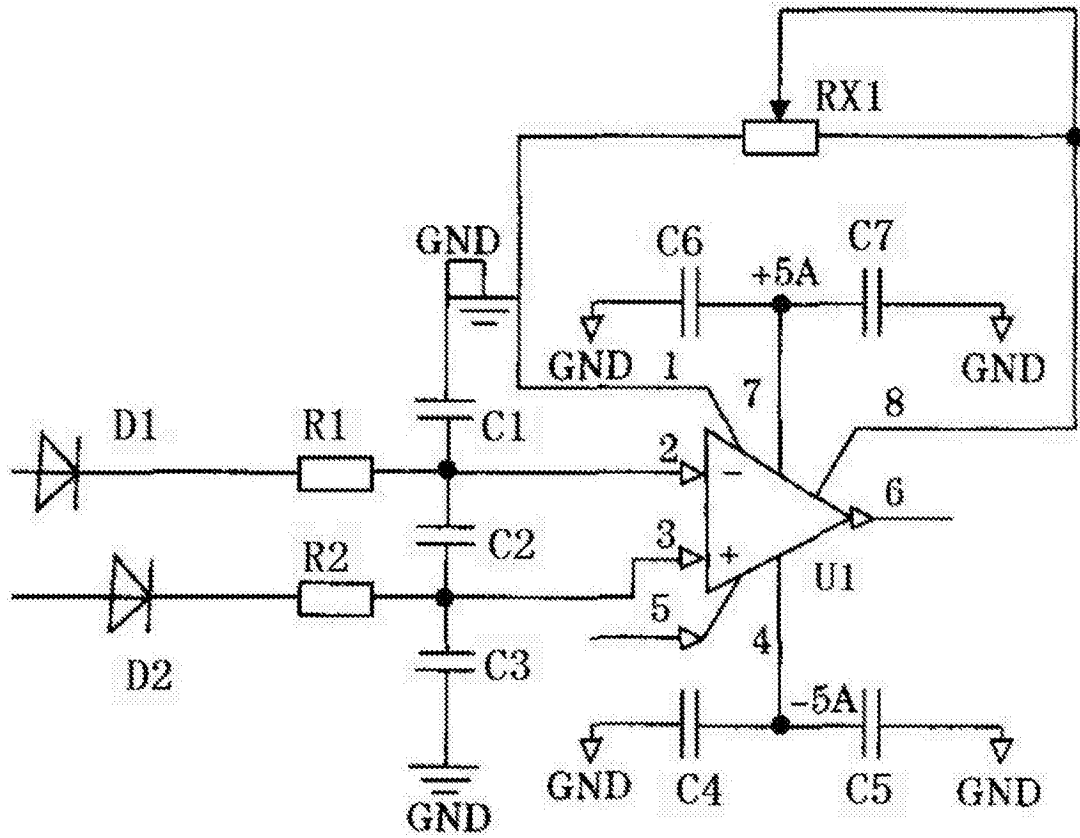 RX1
GND
C6
C7
+5A
GND
1
7
GND
8
D1
R1
C1
2
-
6
C2
3
+
R2
U1
5
4
D2
C3
-5A
GND
GND
C4
C5
GND